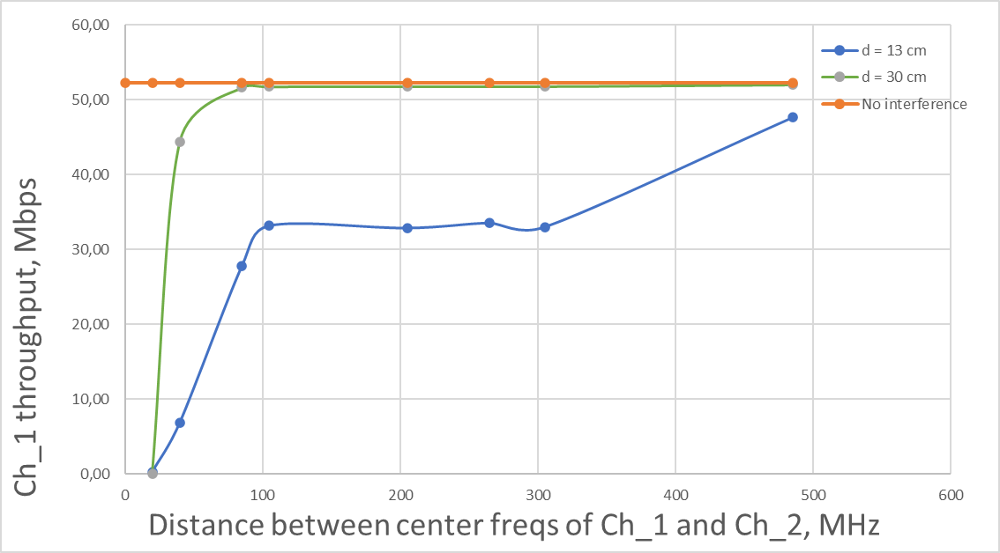 60,00
50,00
40,00
30,00
20,00
10,00
0,00
0 100 200 300 400 500 600
Ch_1 throughput, Mbps
Distance between center freqs of Ch_1 and Ch_2, MHz
d = 13 cm
d = 30 cm
No interference